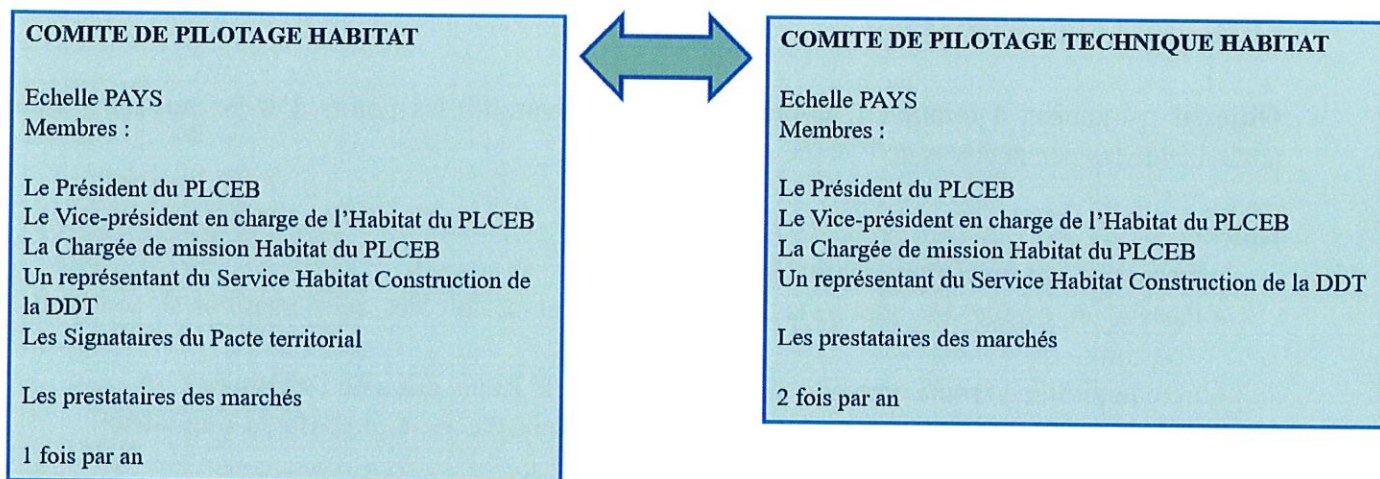 COMITE DE PILOTAGE HABITAT
Echelle PAYS
Membres :
Le Président du PLCEB
Le Vice-président en charge de l'Habitat du PLCEB
La Chargée de mission Habitat du PLCEB
Un représentant du Service Habitat Construction de
la DDT
Les Signataires du Pacte territorial
Les prestataires des marchés
1 fois par an
COMITE DE PILOTAGE TECHNIQUE HABITAT
Echelle PAYS
Membres :
Le Président du PLCEB
Le Vice-président en charge de l'Habitat du PLCEB
La Chargée de mission Habitat du PLCEB
Un représentant du Service Habitat Construction de la DDT
Les prestataires des marchés
2 fois par an